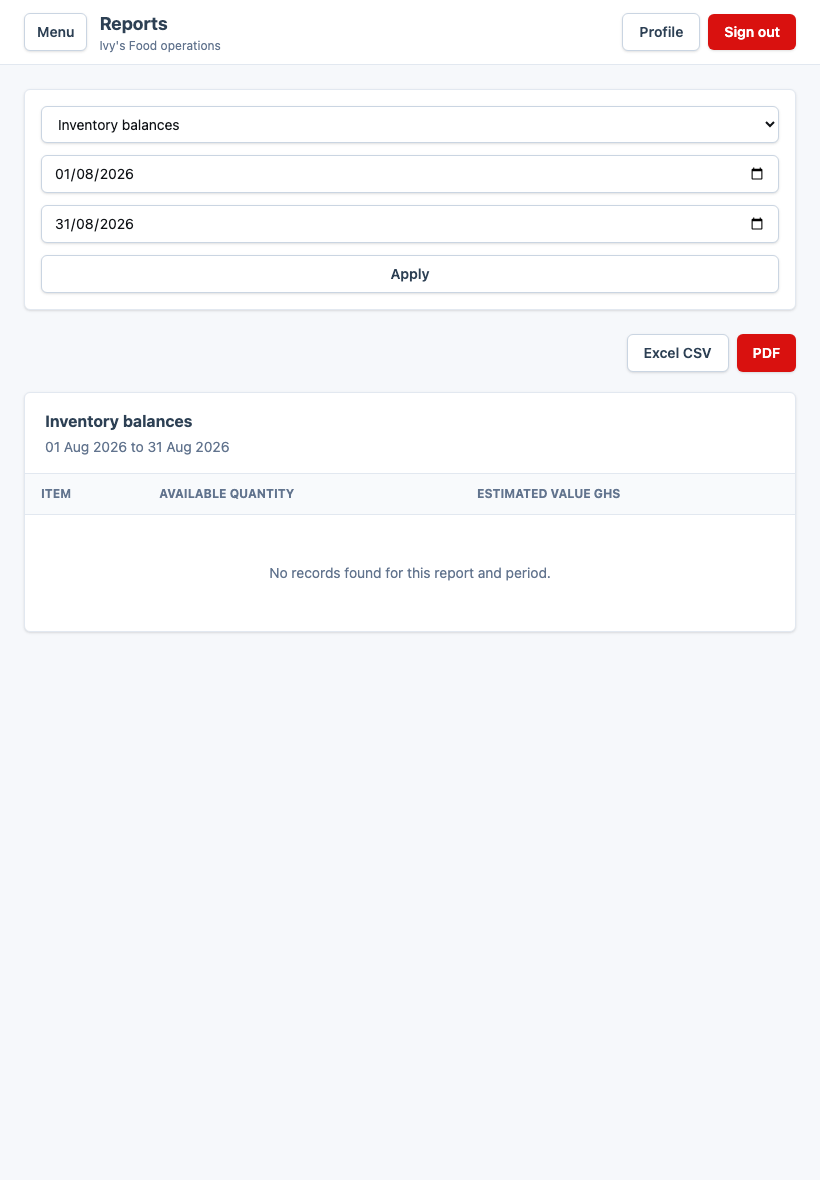 Menu
Reports
Ivy's Food operations
Profile
Sign out
Inventory balances
01/08/2026
31/08/2026
Apply
Excel CSV
PDF
Inventory balances
01 Aug 2026 to 31 Aug 2026
ITEM AVAILABLE QUANTITY ESTIMATED VALUE GHS
No records found for this report and period.